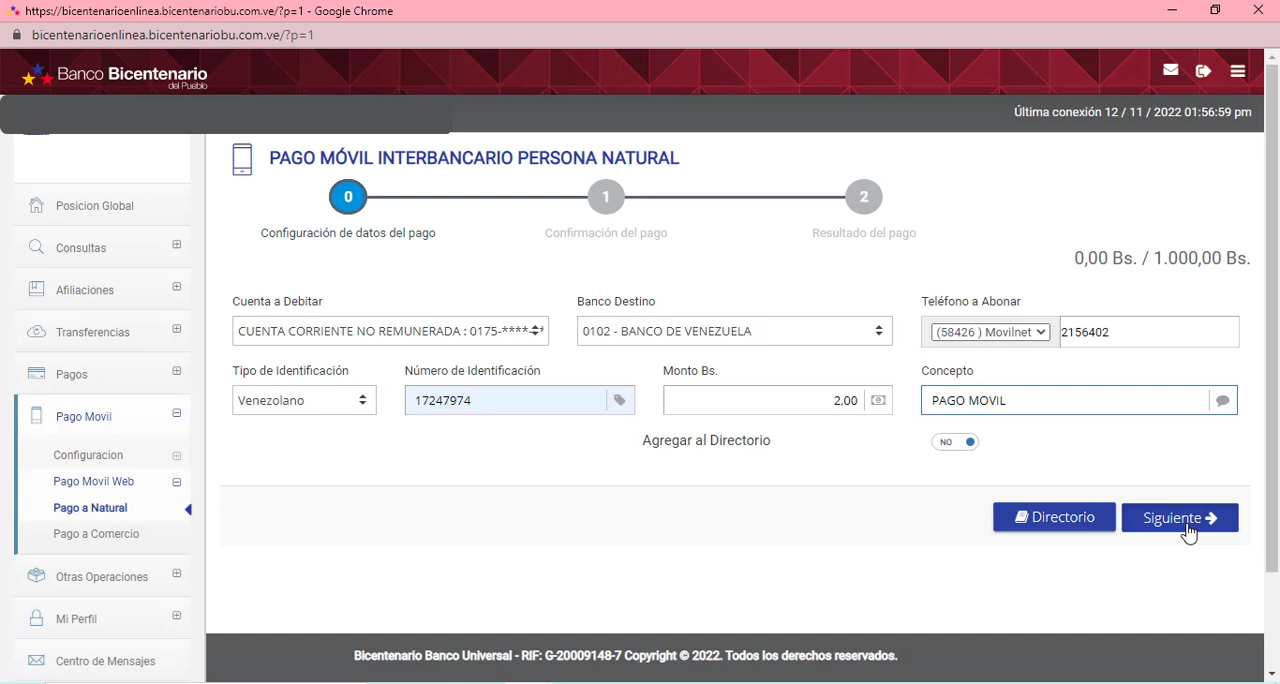 https://bicentenarioenlinea.bicentenariobu.com.ve/?p=1 - Google Chrome
bicentenarioenlinea.bicentenariobu.com.ve/?p=1
Banco Bicentenario
del Pueblo
Última conexión 12 / 11 / 2022 01:56:59 pm
PAGO MÓVIL INTERBANCARIO PERSONA NATURAL
0 1 2
Configuración de datos del pago Confirmación del pago Resultado del pago
0,00 Bs. / 1.000,00 Bs.
Cuenta a Debitar Banco Destino Teléfono a Abonar
CUENTA CORRIENTE NO REMUNERADA : 0175-****-** 0102 - BANCO DE VENEZUELA (58426 ) Movilnet 2156402
Tipo de Identificación Número de Identificación Monto Bs. Concepto
Venezolano 17247974 2,00 PAGO MOVIL
Agregar al Directorio NO
Directorio Siguiente
Posicion Global
Consultas
Afiliaciones
Transferencias
Pagos
Pago Movil
Configuracion
Pago Movil Web
Pago a Natural
Pago a Comercio
Otras Operaciones
Mi Perfil
Centro de Mensajes
Bicentenario Banco Universal - RIF: G-20009148-7 Copyright © 2022. Todos los derechos reservados.